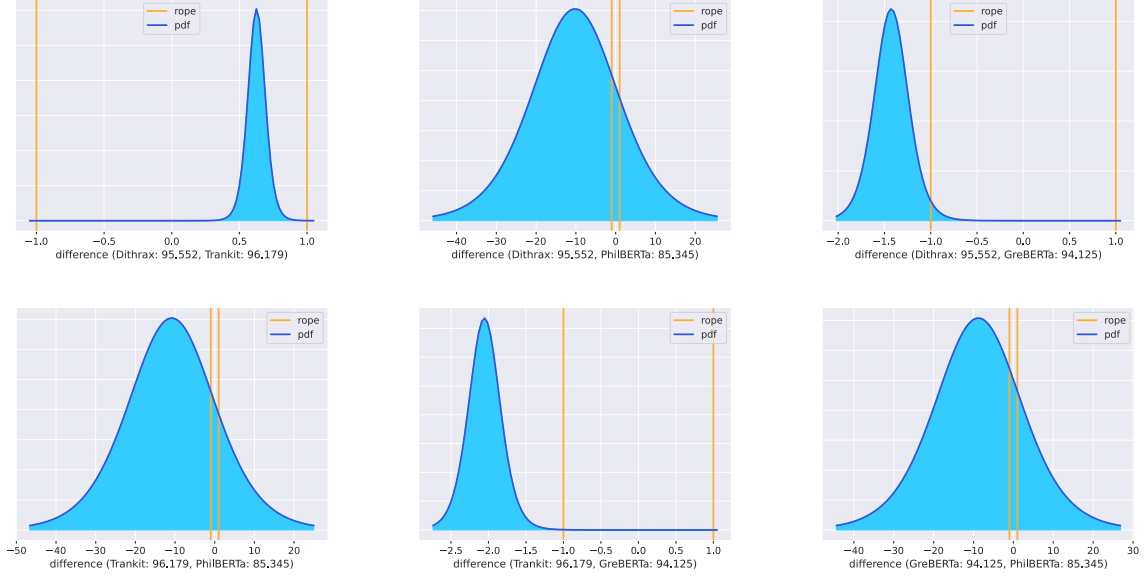 rope
pdf
−1.0 −0.5 0.0 0.5 1.0
difference (Dithrax: 95.552, Trankit: 96.179)
rope
pdf
−40 −30 −20 −10 0 10 20
difference (Dithrax: 95.552, PhilBERTa: 85.345)
rope
pdf
−2.0 −1.5 −1.0 −0.5 0.0 0.5 1.0
difference (Dithrax: 95.552, GreBERTa: 94.125)
rope
pdf
−50 −40 −30 −20 −10 0 10 20
difference (Trankit: 96.179, PhilBERTa: 85.345)
rope
pdf
−2.5 −2.0 −1.5 −1.0 −0.5 0.0 0.5 1.0
difference (Trankit: 96.179, GreBERTa: 94.125)
rope
pdf
−40 −30 −20 −10 0 10 20 30
difference (GreBERTa: 94.125, PhilBERTa: 85.345)